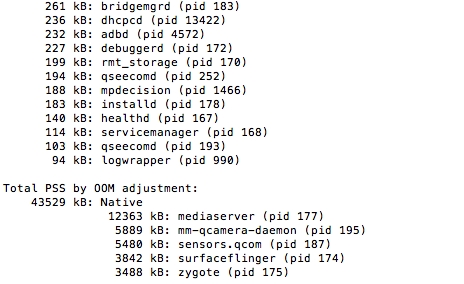 261 kB: bridgemgrd (pid 183)
236 kB: dhcpcd (pid 13422)
232 kB: adbd (pid 4572)
227 kB: debuggerd (pid 172)
199 kB: rmt_storage (pid 170)
194 kB: qseecomd (pid 252)
188 kB: mpdecision (pid 1466)
183 kB: installd (pid 178)
140 kB: healthd (pid 167)
114 kB: servicemanager (pid 168)
103 kB: qseecomd (pid 193)
94 kB: logwrapper (pid 990)
Total PSS by OOM adjustment:
43529 kB: Native
12363 kB: mediaserver (pid 177)
5889 kB: mm-qcamera-daemon (pid 195)
5480 kB: sensors.qcom (pid 187)
3842 kB: surfaceflinger (pid 174)
3488 kB: zygote (pid 175)